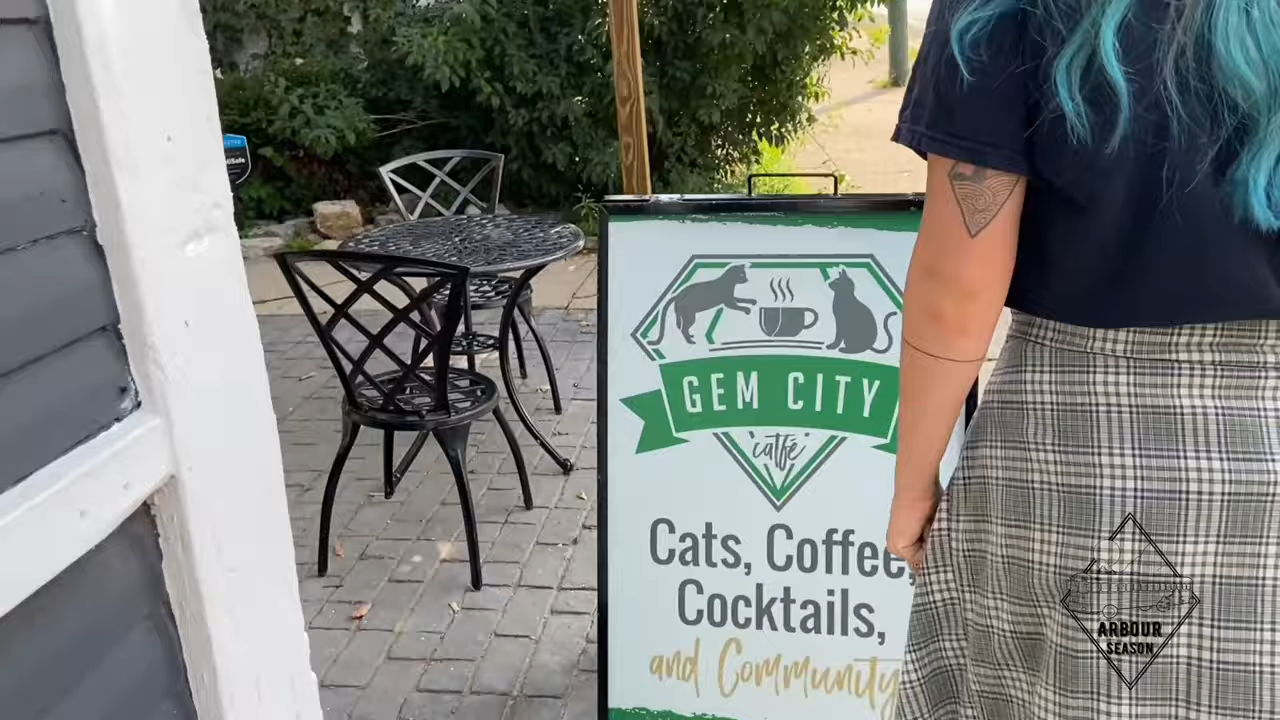 GEM CITY
catfé
Cats, Coffee,
Cocktails,
and Community
ARBOUR
SEASON